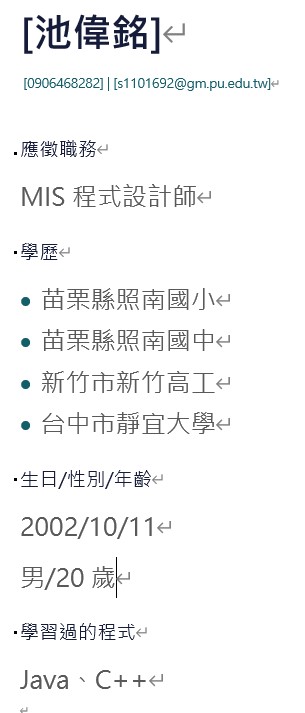 [池偉銘]
[0906468282] | [s1101692@gm.pu.edu.tw]
應徵職務
MIS 程式設計師
學歷
苗栗縣照南國小
苗栗縣照南國中
新竹市新竹高工
台中市靜宜大學
生日/性別/年齡
2002/10/11
男/20 歲
學習過的程式
Java、C++